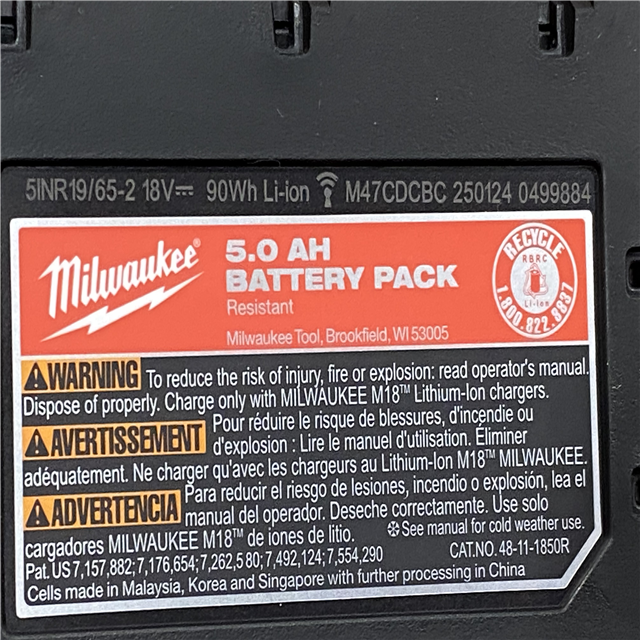 5INR19/65-2 18V⎓ 90Wh Li-ion M47CDCBC 250124 0499884
Milwaukee®
5.0 AH
BATTERY PACK
Resistant
Milwaukee Tool, Brookfield, WI 53005
RECYCLE
RBRC
Li-Ion
1.800.822.8837
⚠WARNING To reduce the risk of injury, fire or explosion: read operator's manual.
Dispose of properly. Charge only with MILWAUKEE M18™ Lithium-Ion chargers.
⚠AVERTISSEMENT Pour réduire le risque de blessures, d'incendie ou
d'explosion : Lire le manuel d'utilisation. Éliminer
adéquatement. Ne charger qu'avec les chargeurs au Lithium-Ion M18™ MILWAUKEE.
⚠ADVERTENCIA Para reducir el riesgo de lesiones, incendio o explosión, lea el
manual del operador. Deseche correctamente. Use solo
cargadores MILWAUKEE M18™ de iones de litio.
❄See manual for cold weather use.
Pat. US 7,157,882; 7,176,654; 7,262,580; 7,492,124; 7,554,290
CAT.NO. 48-11-1850R
Cells made in Malaysia, Korea and Singapore with further processing in China